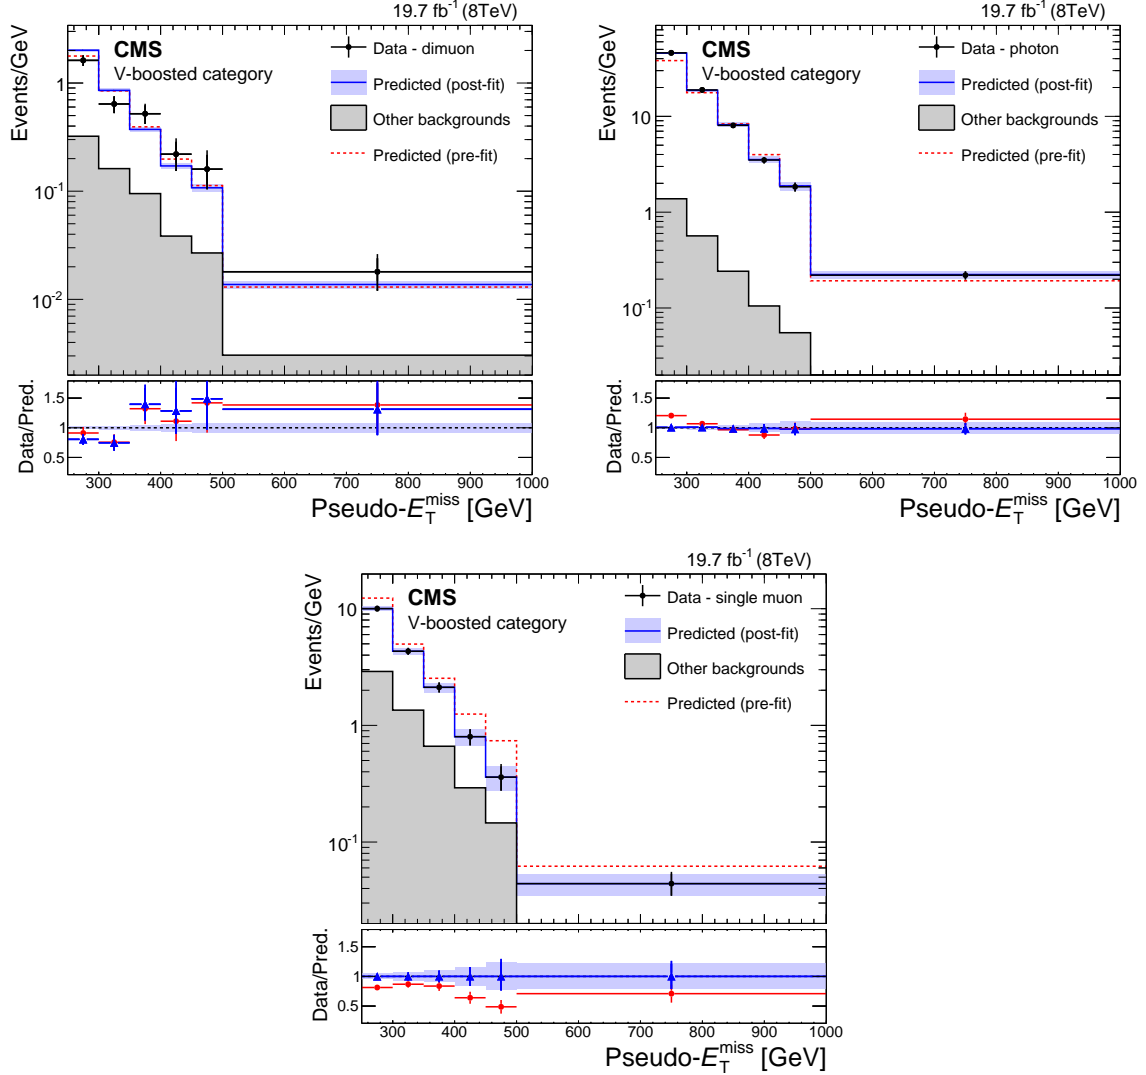 19.7 fb⁻¹ (8TeV)
CMS
V-boosted category
Data - dimuon
Predicted (post-fit)
Other backgrounds
Predicted (pre-fit)
Events/GeV
1
10⁻¹
10⁻²
Data/Pred.
1.5
1
0.5
300 400 500 600 700 800 900 1000
Pseudo-E_T^miss [GeV]
19.7 fb⁻¹ (8TeV)
CMS
V-boosted category
Data - photon
Predicted (post-fit)
Other backgrounds
Predicted (pre-fit)
Events/GeV
10
1
10⁻¹
Data/Pred.
1.5
1
0.5
300 400 500 600 700 800 900 1000
Pseudo-E_T^miss [GeV]
19.7 fb⁻¹ (8TeV)
CMS
V-boosted category
Data - single muon
Predicted (post-fit)
Other backgrounds
Predicted (pre-fit)
Events/GeV
10
1
10⁻¹
Data/Pred.
1.5
1
0.5
300 400 500 600 700 800 900 1000
Pseudo-E_T^miss [GeV]